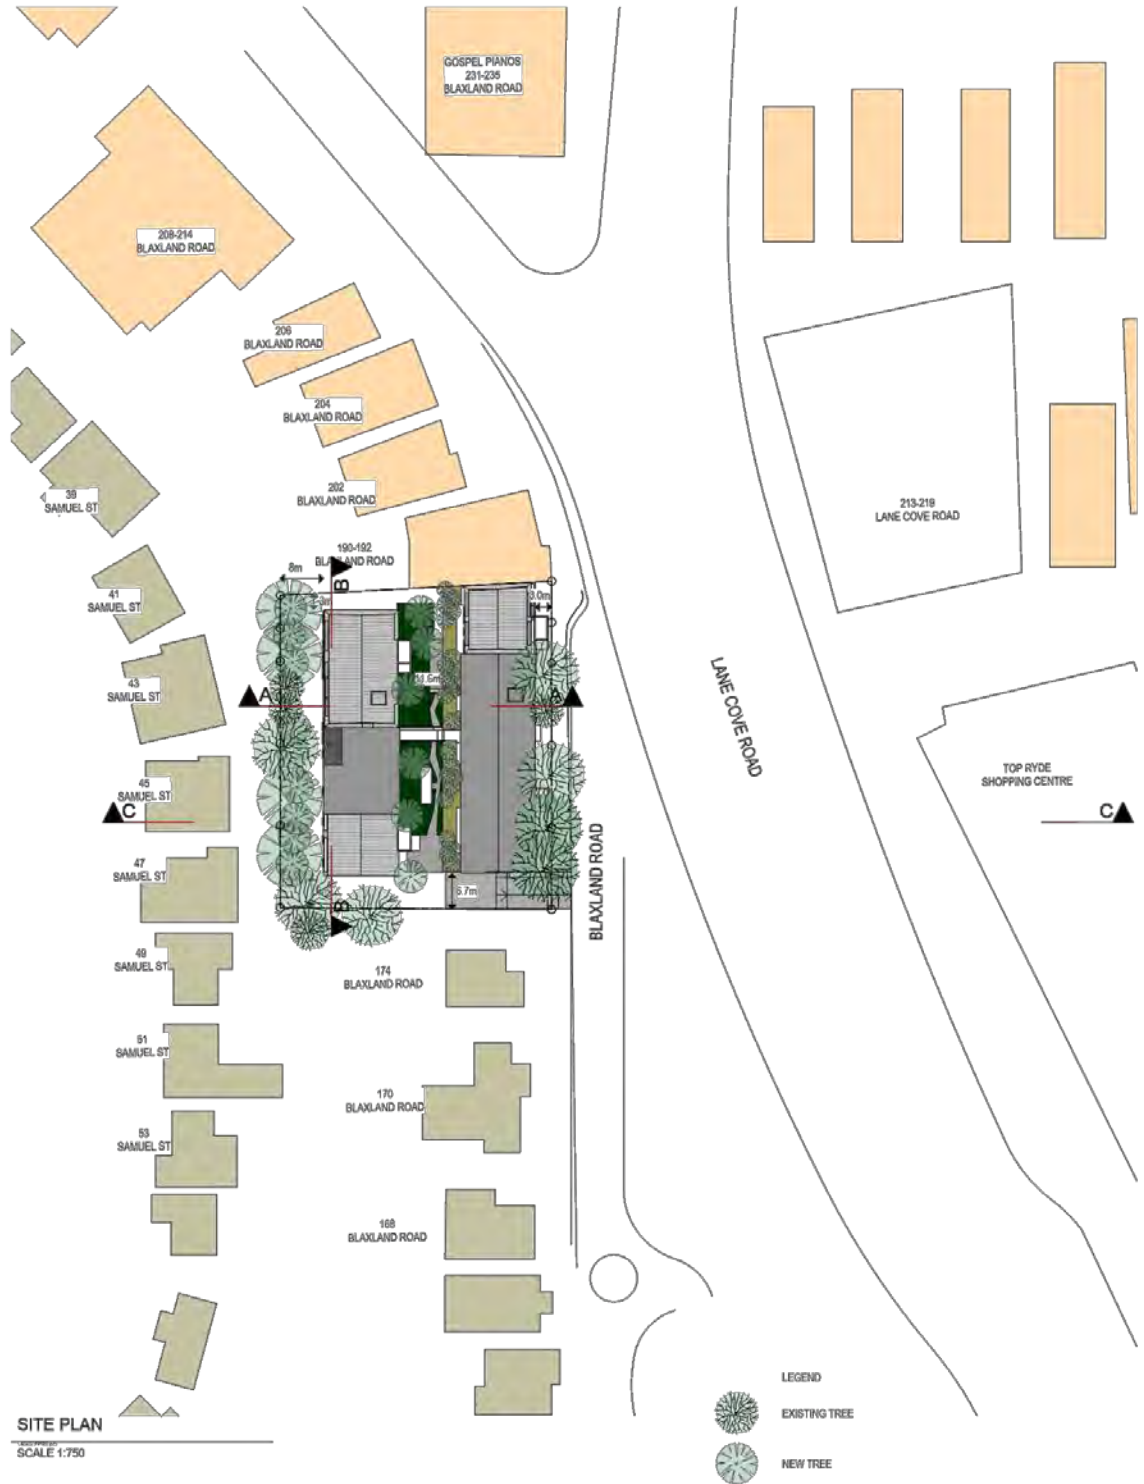 GOSPEL PIANOS
231-235
BLAXLAND ROAD
208-214
BLAXLAND ROAD
206
BLAXLAND ROAD
204
BLAXLAND ROAD
202
BLAXLAND ROAD
39
SAMUEL ST
213-219
LANE COVE ROAD
190-192
BLAXLAND ROAD
8m
B
3.0m
41
SAMUEL ST
43
SAMUEL ST
11.6m
A
A
LANE COVE ROAD
45
SAMUEL ST
TOP RYDE
SHOPPING CENTRE
C
C
47
SAMUEL ST
6.7m
B
BLAXLAND ROAD
49
SAMUEL ST
174
BLAXLAND ROAD
51
SAMUEL ST
170
BLAXLAND ROAD
53
SAMUEL ST
168
BLAXLAND ROAD
LEGEND
EXISTING TREE
NEW TREE
SITE PLAN
SCALE 1:750